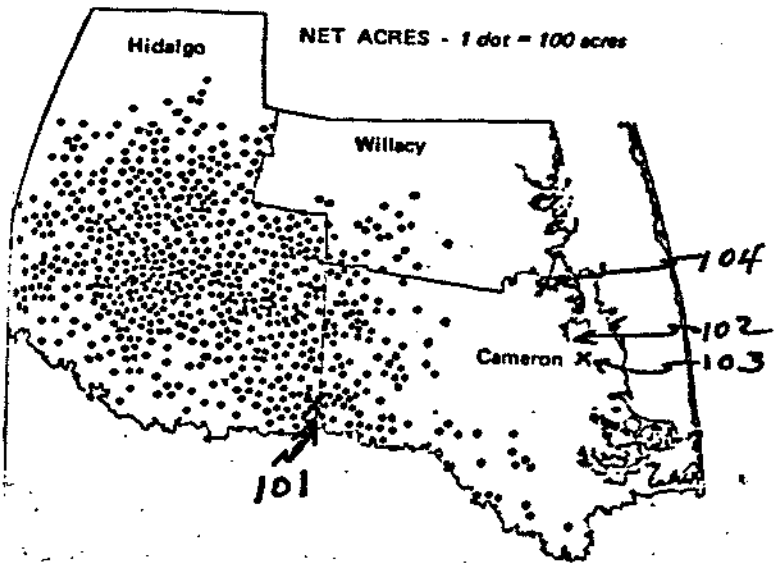 NET ACRES - 1 dot = 100 acres
Hidalgo
Willacy
104
102
Cameron
103
101